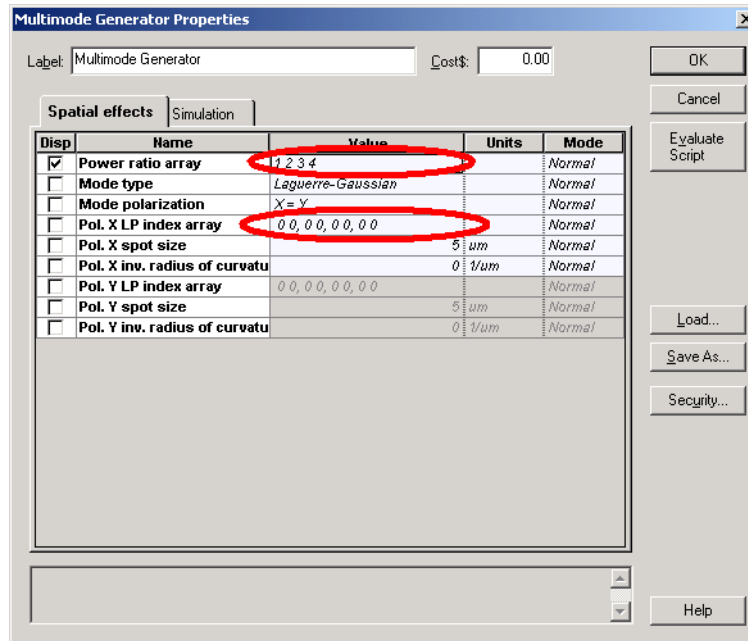 Multimode Generator Properties
Label: Multimode Generator Cost$: 0.00 OK
Cancel
Spatial effects Simulation
Evaluate Script
Disp Name Value Units Mode
Power ratio array 1 2 3 4 Normal
Mode type Laguerre-Gaussian Normal
Mode polarization X = Y Normal
Pol. X LP index array 0 0, 0 0, 0 0, 0 0 Normal
Pol. X spot size 5 um Normal
Pol. X inv. radius of curvatu 0 1/um Normal
Pol. Y LP index array 0 0, 0 0, 0 0, 0 0 Normal
Pol. Y spot size 5 um Normal
Pol. Y inv. radius of curvatu 0 1/um Normal
Load...
Save As...
Security...
Help